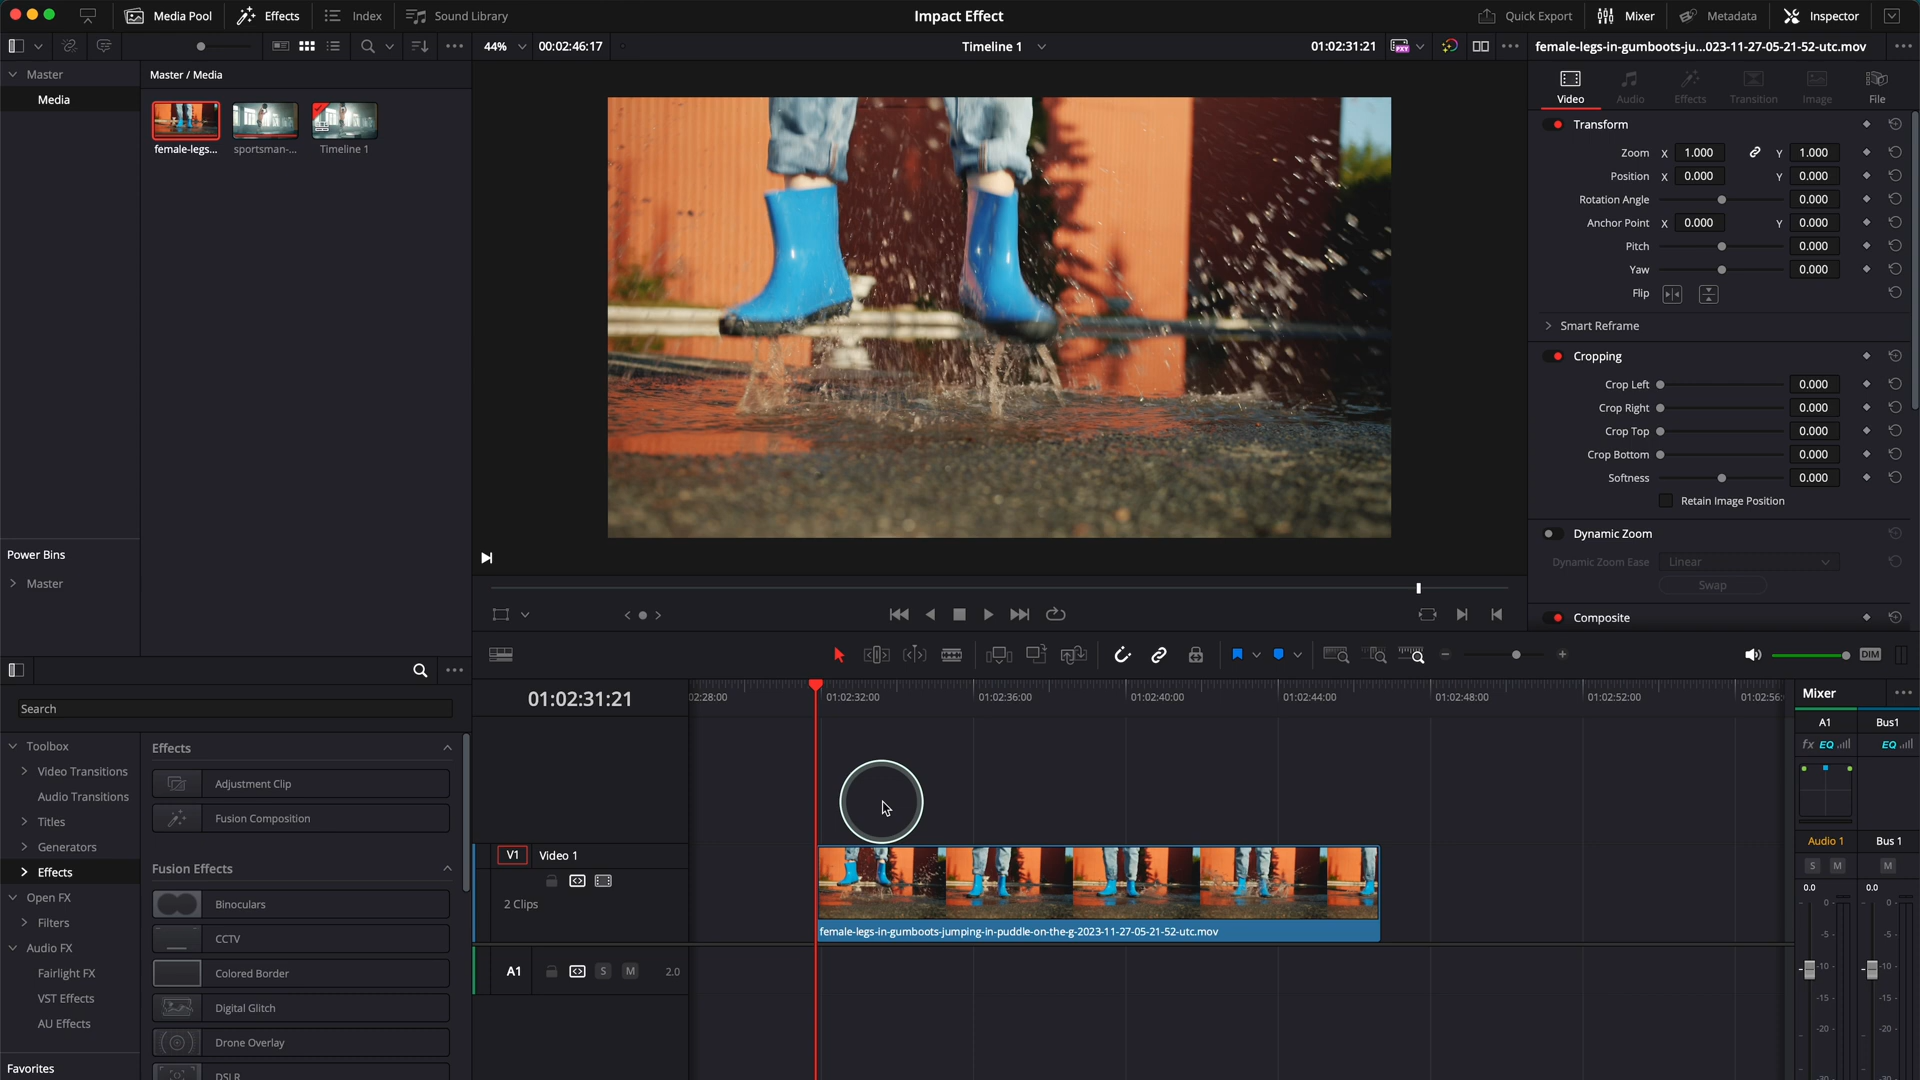 Media Pool
Effects
Index
Sound Library
Impact Effect
Quick Export
Mixer
Metadata
Inspector
44%
00:02:46:17
Timeline 1
01:02:31:21
female-legs-in-gumboots-ju...023-11-27-05-21-52-utc.mov
Master
Master / Media
Media
female-legs...
sportsman-...
Timeline 1
Video
Audio
Effects
Transition
Image
File
Transform
Zoom X 1.000 Y 1.000
Position X 0.000 Y 0.000
Rotation Angle 0.000
Anchor Point X 0.000 Y 0.000
Pitch 0.000
Yaw 0.000
Flip
Smart Reframe
Cropping
Crop Left 0.000
Crop Right 0.000
Crop Top 0.000
Crop Bottom 0.000
Softness 0.000
Retain Image Position
Dynamic Zoom
Dynamic Zoom Ease Linear
Swap
Composite
Power Bins
Master
DIM
Search
Toolbox
Video Transitions
Audio Transitions
Titles
Generators
Effects
Open FX
Filters
Audio FX
Fairlight FX
VST Effects
AU Effects
Favorites
Effects
Adjustment Clip
Fusion Composition
Fusion Effects
Binoculars
CCTV
Colored Border
Digital Glitch
Drone Overlay
DSLR
01:02:31:21
02:28:00
01:02:32:00
01:02:36:00
01:02:40:00
01:02:44:00
01:02:48:00
01:02:52:00
01:02:56:
V1 Video 1
2 Clips
female-legs-in-gumboots-jumping-in-puddle-on-the-g-2023-11-27-05-21-52-utc.mov
A1 S M 2.0
Mixer
A1 Bus1
fx EQ EQ
Audio 1 Bus 1
S M M
0.0 0.0
0- 0-
-5- -5-
-10- -10-
-15- -15-
-20- -20-
-30- -30-